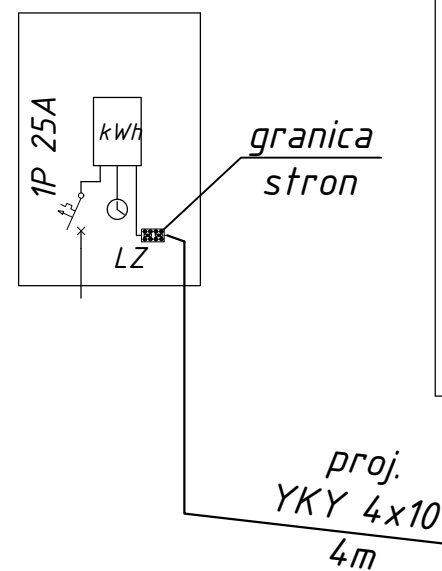 1P 25A
kWh
LZ
granica
stron
proj.
YKY 4x10
4m